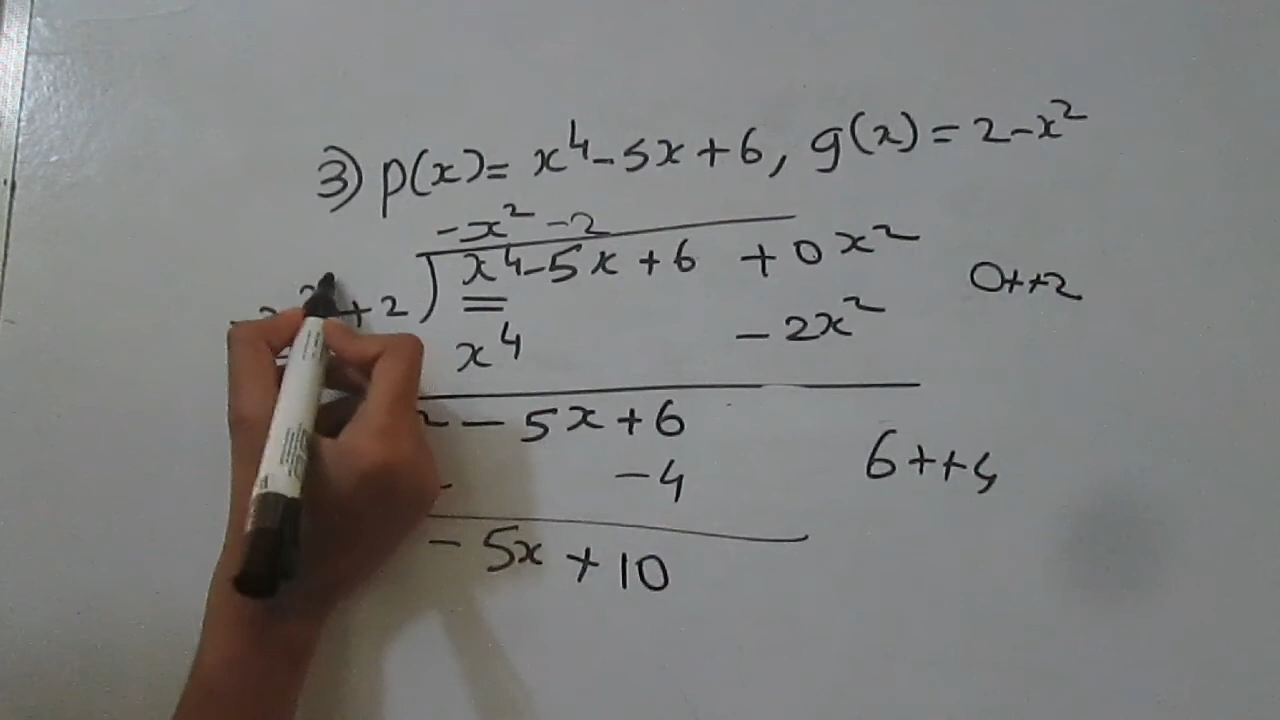 3) p(x)= x⁴-5x+6, g(x)=2-x²
-x² -2
+2 ) x⁴-5x+6 +0x²
0++2
x⁴ -2x²
-5x+6
6++4
-4
-5x+10